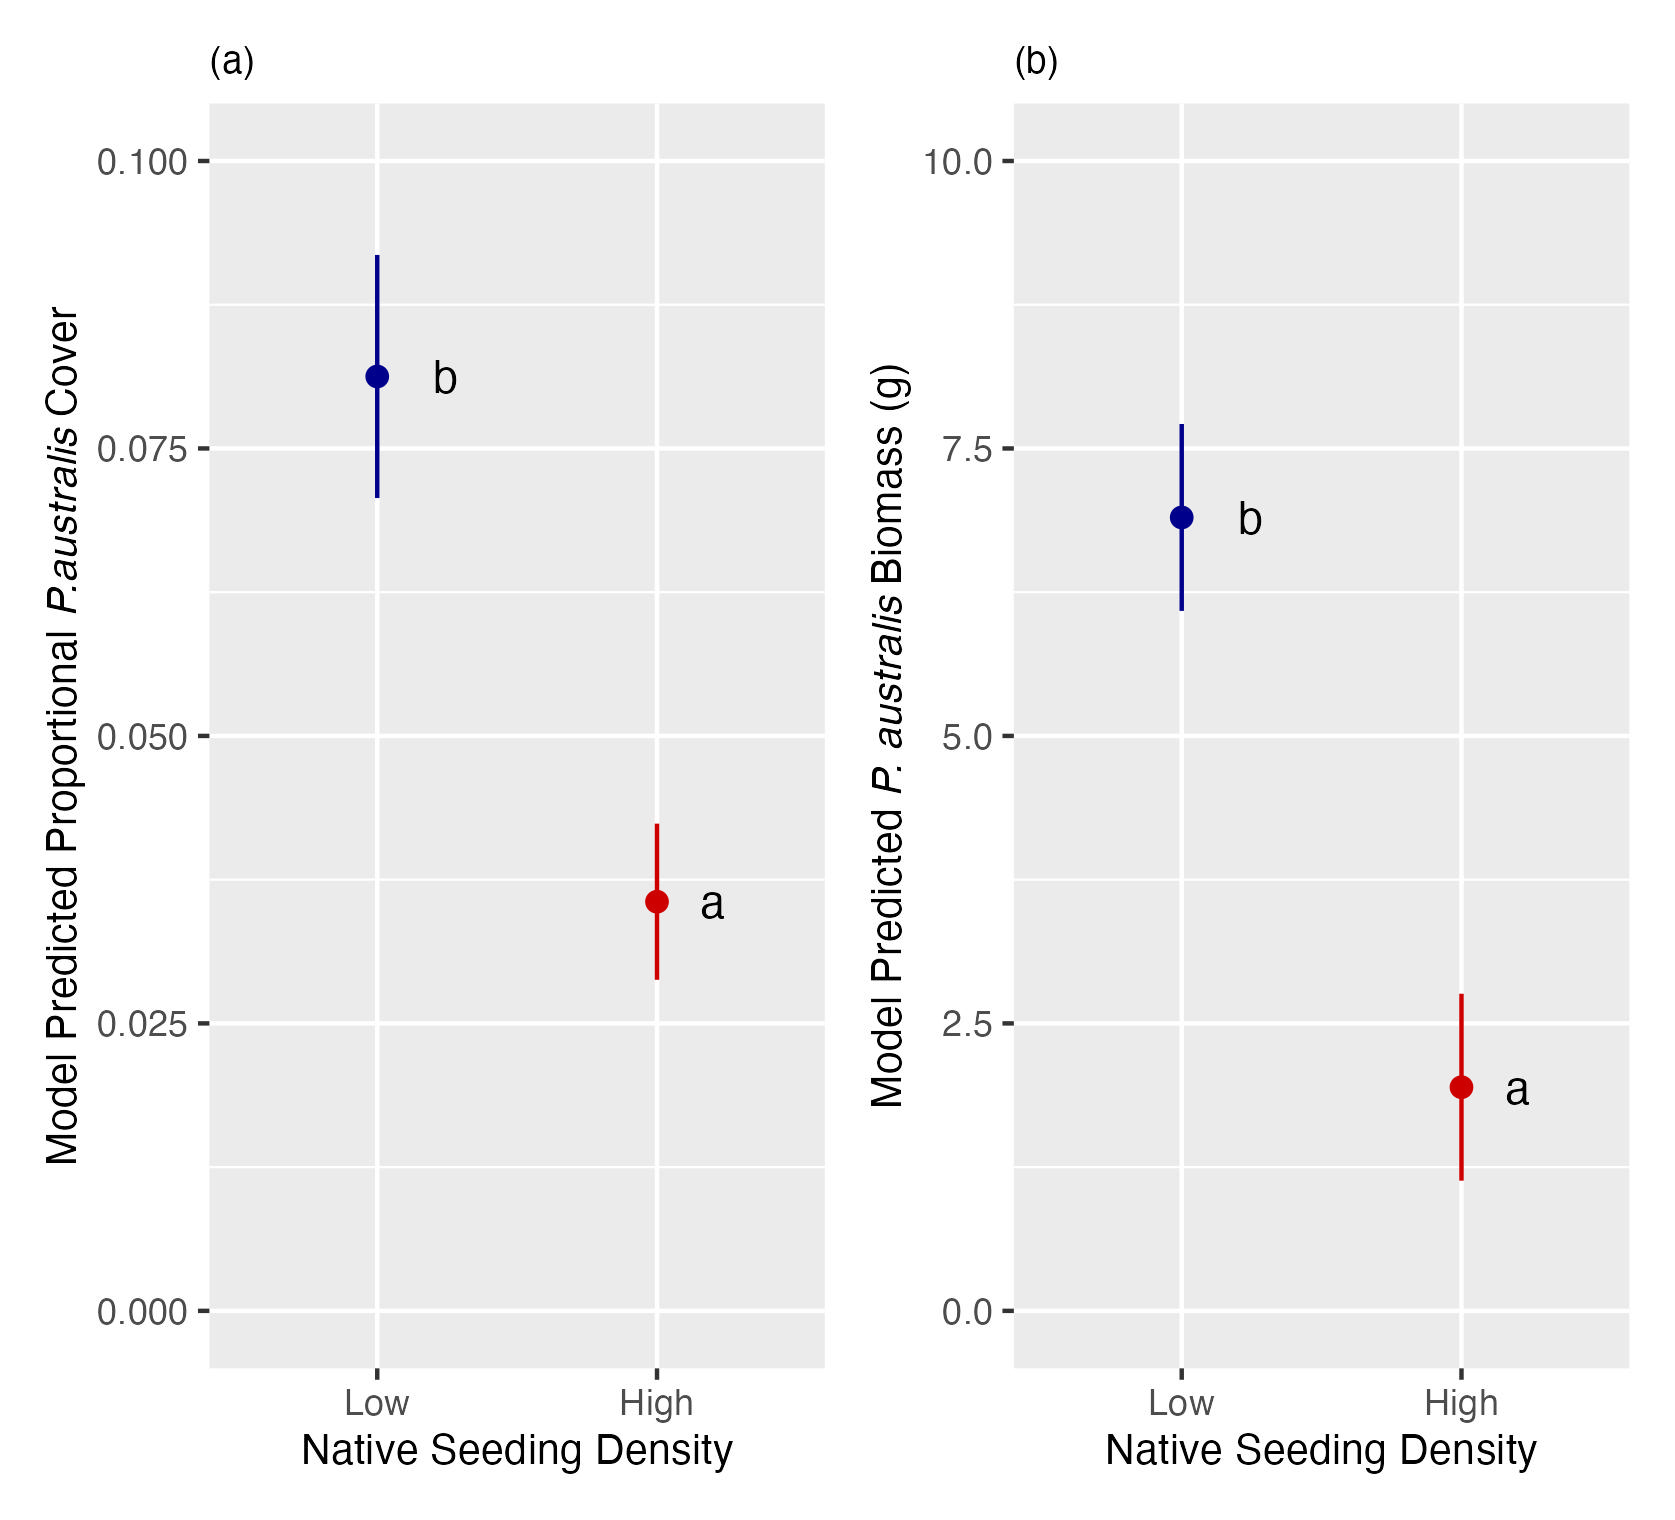 (a)
Model Predicted Proportional P.australis Cover
0.100
0.075
0.050
0.025
0.000
b
a
Low
High
Native Seeding Density
(b)
Model Predicted P. australis Biomass (g)
10.0
7.5
5.0
2.5
0.0
b
a
Low
High
Native Seeding Density